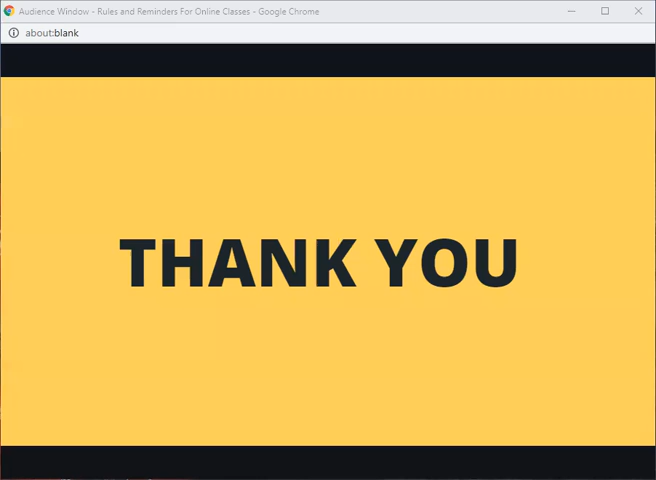 Audience Window - Rules and Reminders For Online Classes - Google Chrome
about:blank
THANK YOU